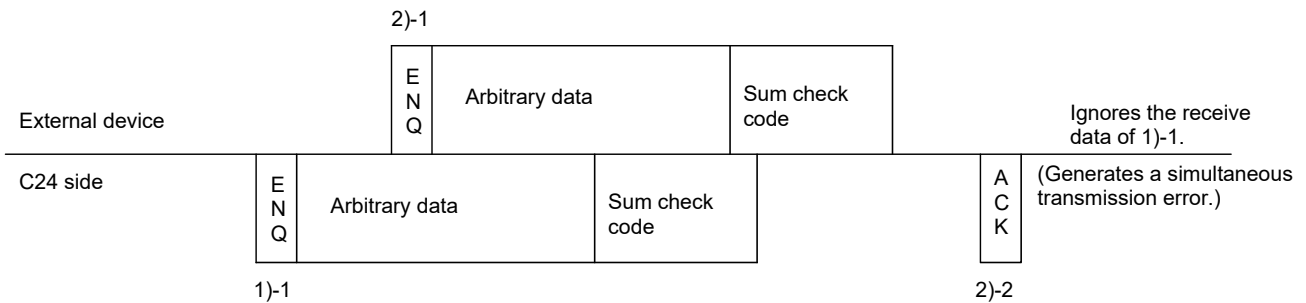 2)-1
E
N
Q
Arbitrary data
Sum check
code
External device
Ignores the receive
data of 1)-1.
C24 side
E
N
Q
Arbitrary data
Sum check
code
A
C
K
(Generates a simultaneous
transmission error.)
1)-1
2)-2